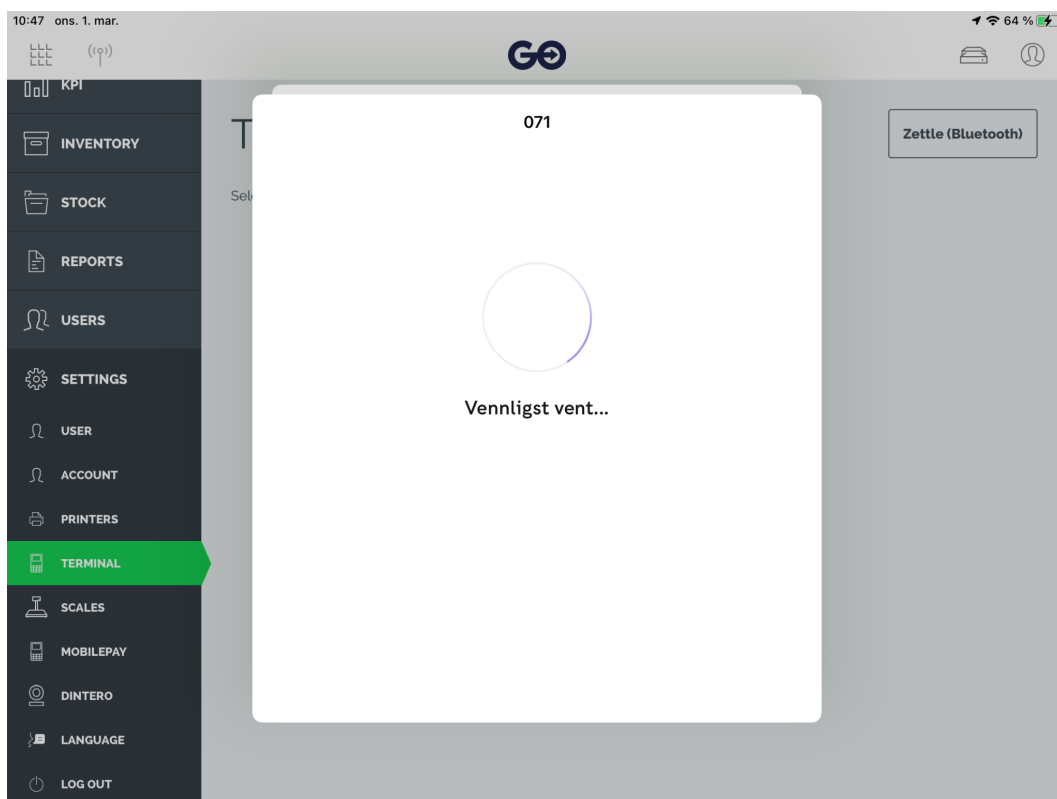 10:47 ons. 1. mar.
64 %
GO
KPI
INVENTORY
STOCK
REPORTS
USERS
SETTINGS
USER
ACCOUNT
PRINTERS
TERMINAL
SCALES
MOBILEPAY
DINTERO
LANGUAGE
LOG OUT
T
Sel
Zettle (Bluetooth)
071
Vennligst vent...